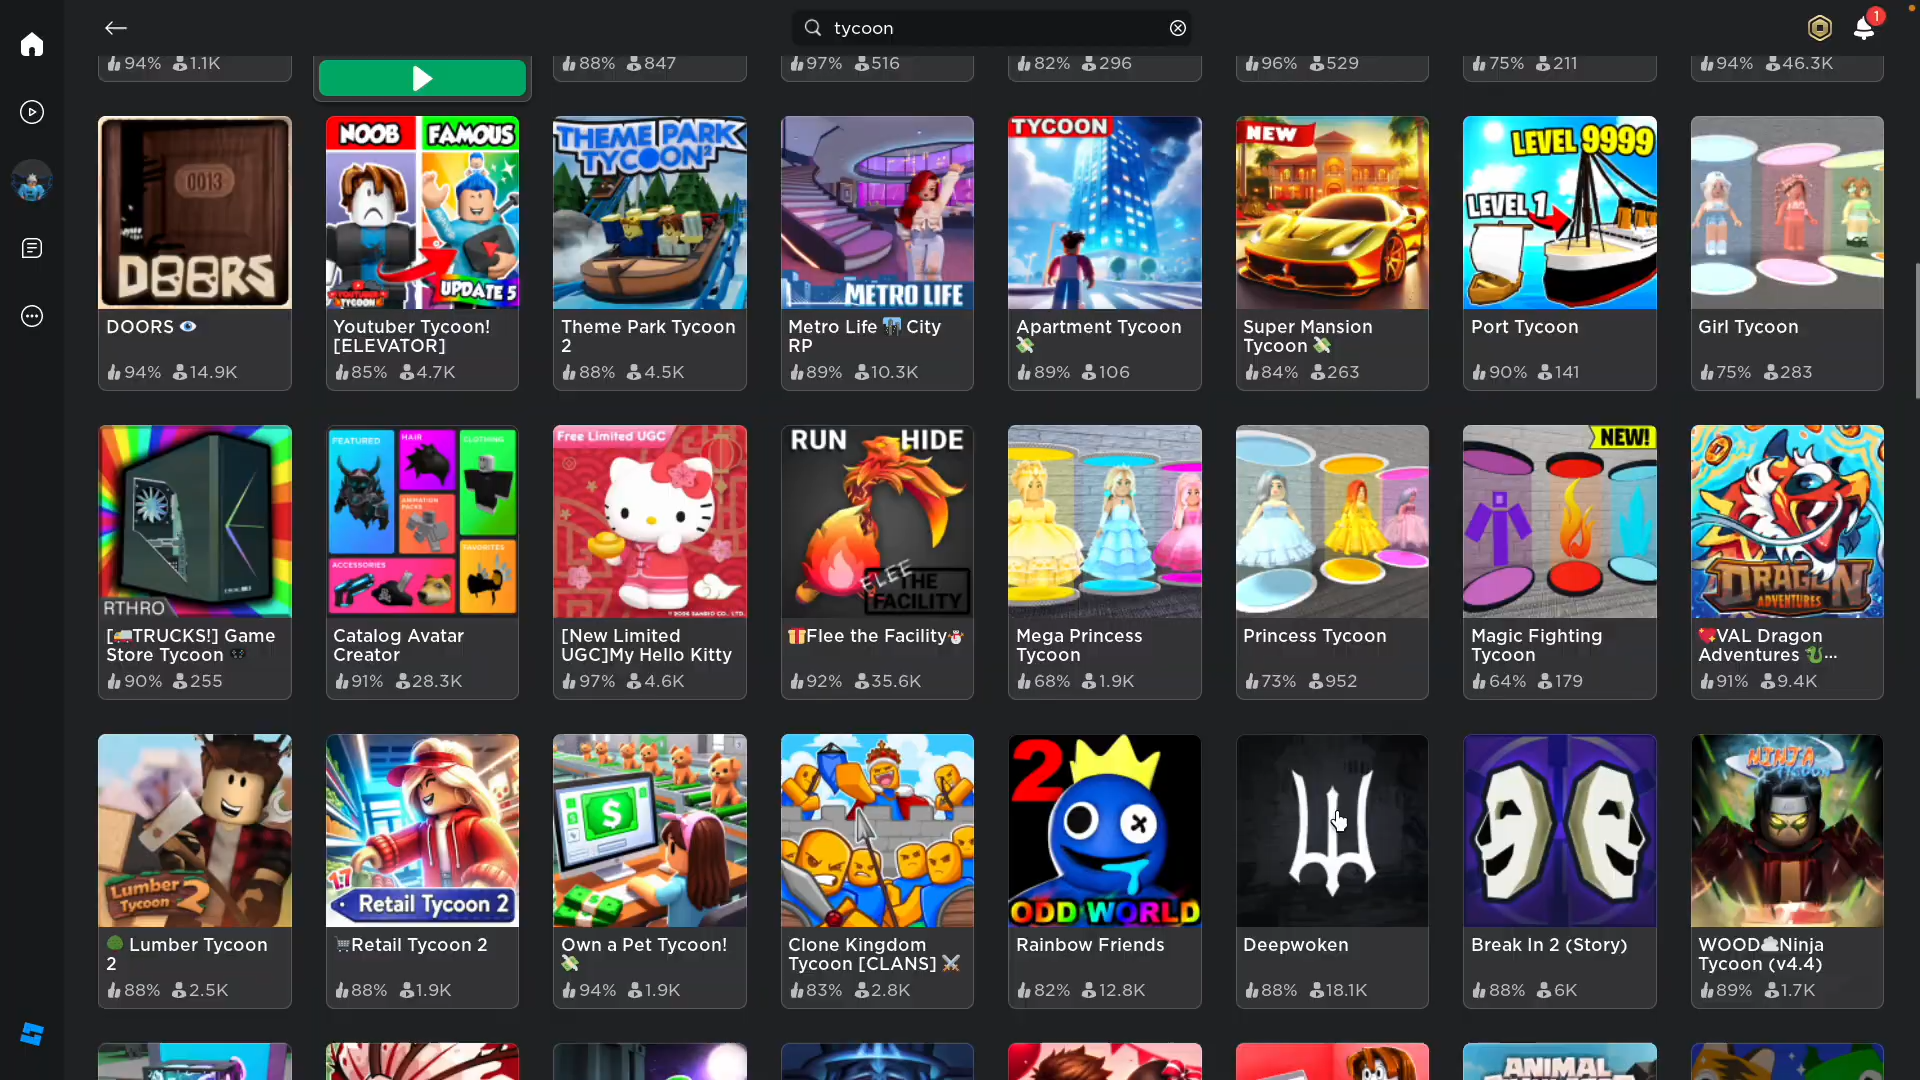 tycoon
1
94% 1.1K
88% 847
97% 516
82% 296
96% 529
75% 211
94% 46.3K
0013
DOORS
DOORS 👁
94% 14.9K
NOOB FAMOUS
UPDATE 5
Youtuber Tycoon!
[ELEVATOR]
85% 4.7K
THEME PARK
TYCOON 2
Theme Park Tycoon
2
88% 4.5K
METRO LIFE
Metro Life 🏙 City
RP
89% 10.3K
TYCOON
Apartment Tycoon
💸
89% 106
NEW
Super Mansion
Tycoon 💸
84% 263
LEVEL 9999
LEVEL 1
Port Tycoon
90% 141
Girl Tycoon
75% 283
RTHRO
[🚚TRUCKS!] Game
Store Tycoon 🎮
90% 255
FEATURED
HAIR
CLOTHING
ANIMATION
PACKS
ACCESSORIES
FAVORITES
Catalog Avatar
Creator
91% 28.3K
Free Limited UGC
[New Limited
UGC]My Hello Kitty
97% 4.6K
RUN HIDE
FLEE
THE
FACILITY
🎁Flee the Facility⛄
92% 35.6K
Mega Princess
Tycoon
68% 1.9K
Princess Tycoon
73% 952
NEW!
Magic Fighting
Tycoon
64% 179
DRAGON
ADVENTURES
💖VAL Dragon
Adventures 🐉...
91% 9.4K
Lumber
Tycoon 2
🌳 Lumber Tycoon
2
88% 2.5K
1.7
Retail Tycoon 2
🛒Retail Tycoon 2
88% 1.9K
$
Own a Pet Tycoon!
💸
94% 1.9K
Clone Kingdom
Tycoon [CLANS] ⚔
83% 2.8K
2
ODD WORLD
Rainbow Friends
82% 12.8K
Deepwoken
88% 18.1K
Break In 2 (Story)
88% 6K
NINJA
TYCOON
WOOD☁Ninja
Tycoon (v4.4)
89% 1.7K
ANIMAL